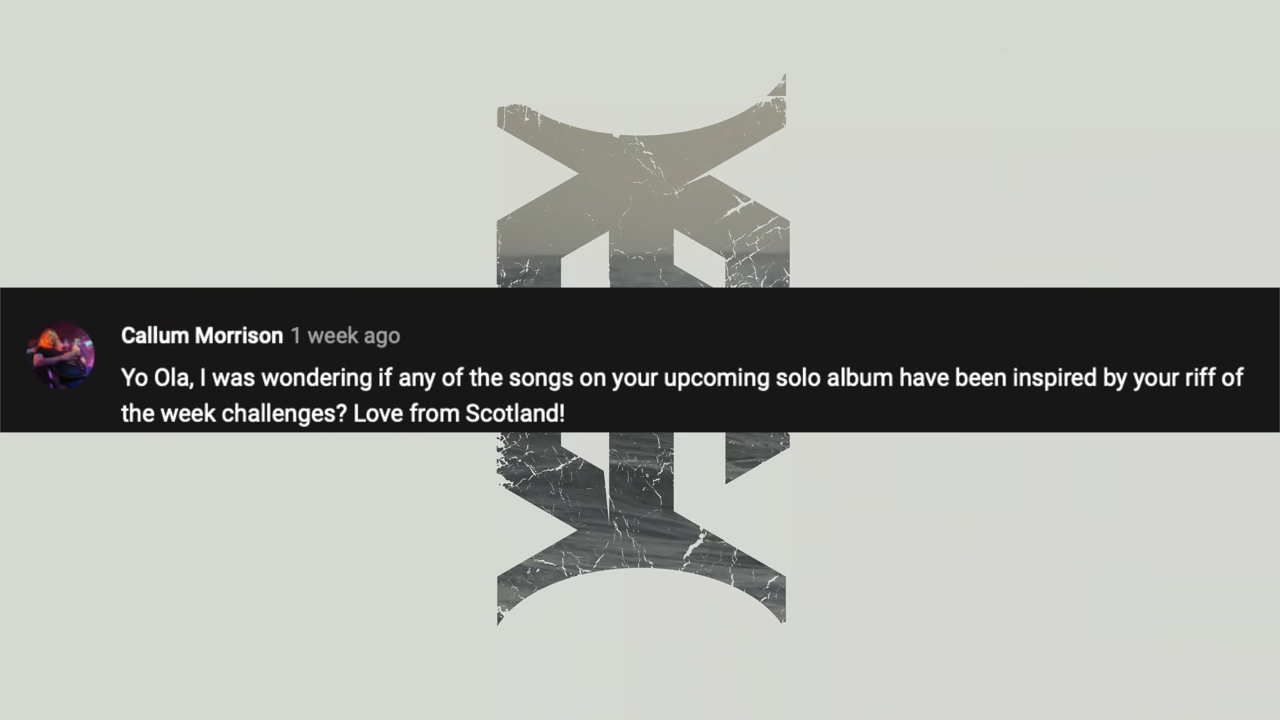 Callum Morrison 1 week ago
Yo Ola, I was wondering if any of the songs on your upcoming solo album have been inspired by your riff of
the week challenges? Love from Scotland!